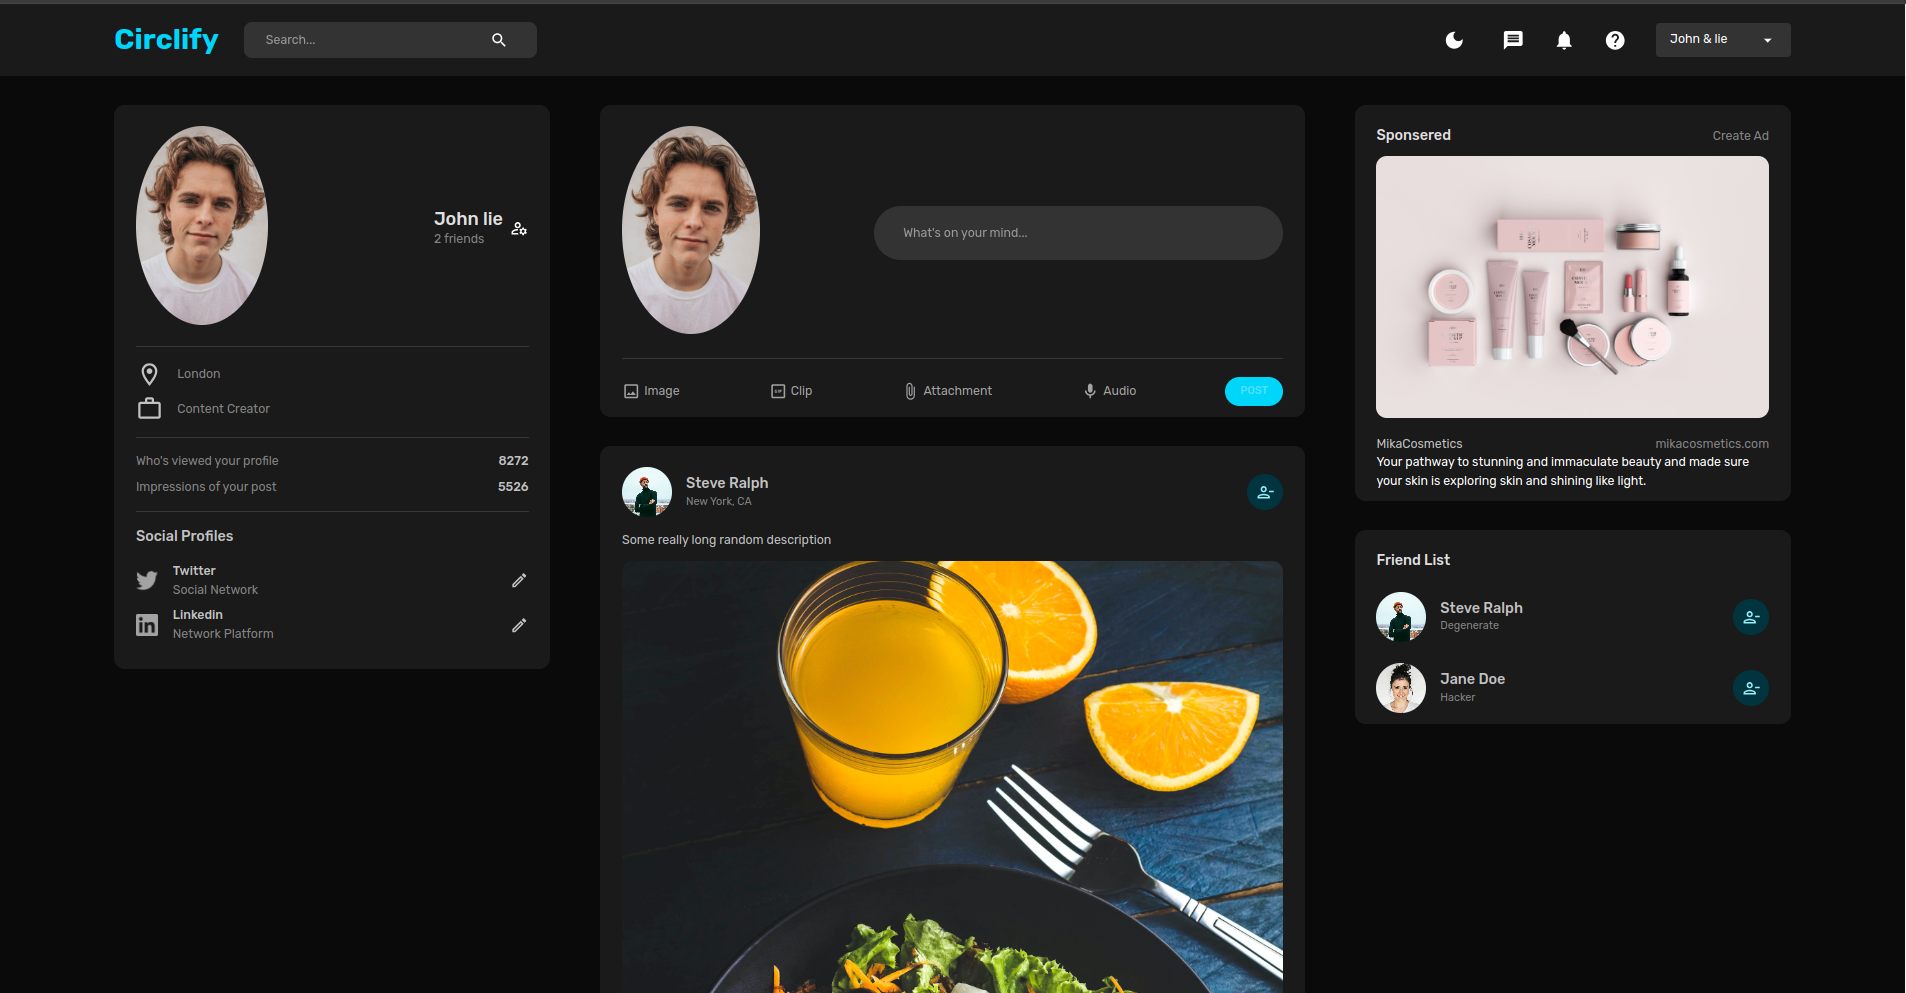 Circlify
Search...
John & lie
John lie
2 friends
London
Content Creator
Who's viewed your profile 8272
Impressions of your post 5526
Social Profiles
Twitter
Social Network
Linkedin
Network Platform
What's on your mind...
Image Clip Attachment Audio POST
Steve Ralph
New York, CA
Some really long random description
Sponsered Create Ad
MikaCosmetics mikacosmetics.com
Your pathway to stunning and immaculate beauty and made sure
your skin is exploring skin and shining like light.
Friend List
Steve Ralph
Degenerate
Jane Doe
Hacker